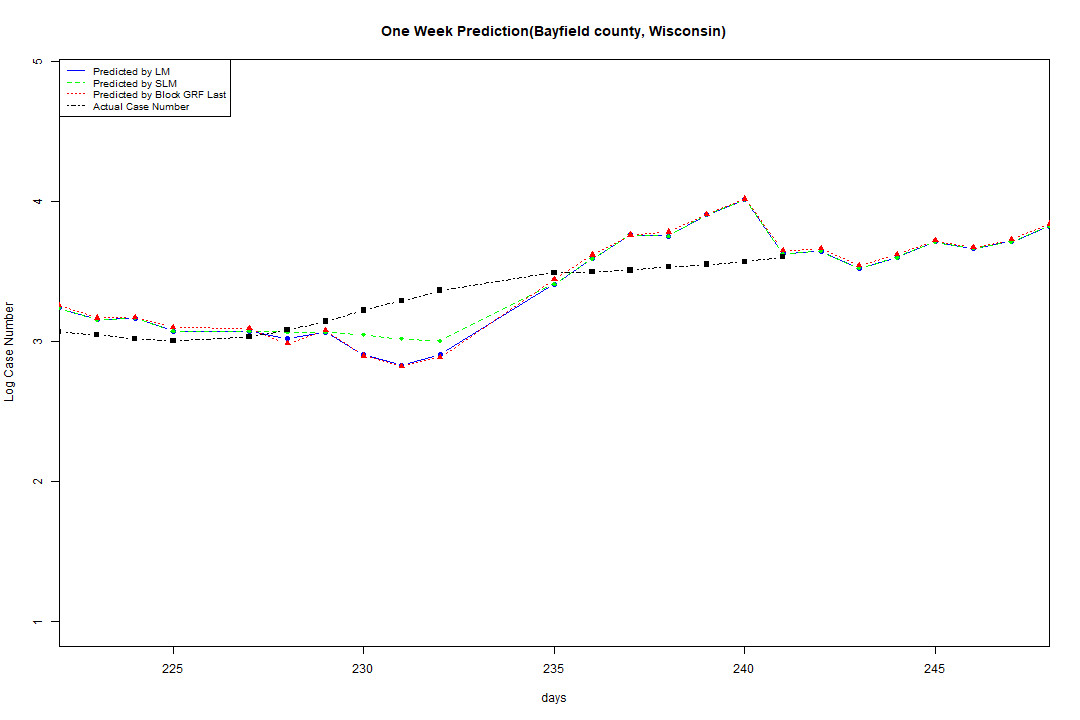 One Week Prediction(Bayfield county, Wisconsin)
Predicted by LM
Predicted by SLM
Predicted by Block GRF Last
Actual Case Number
5
4
3
2
1
Log Case Number
225 230 235 240 245
days